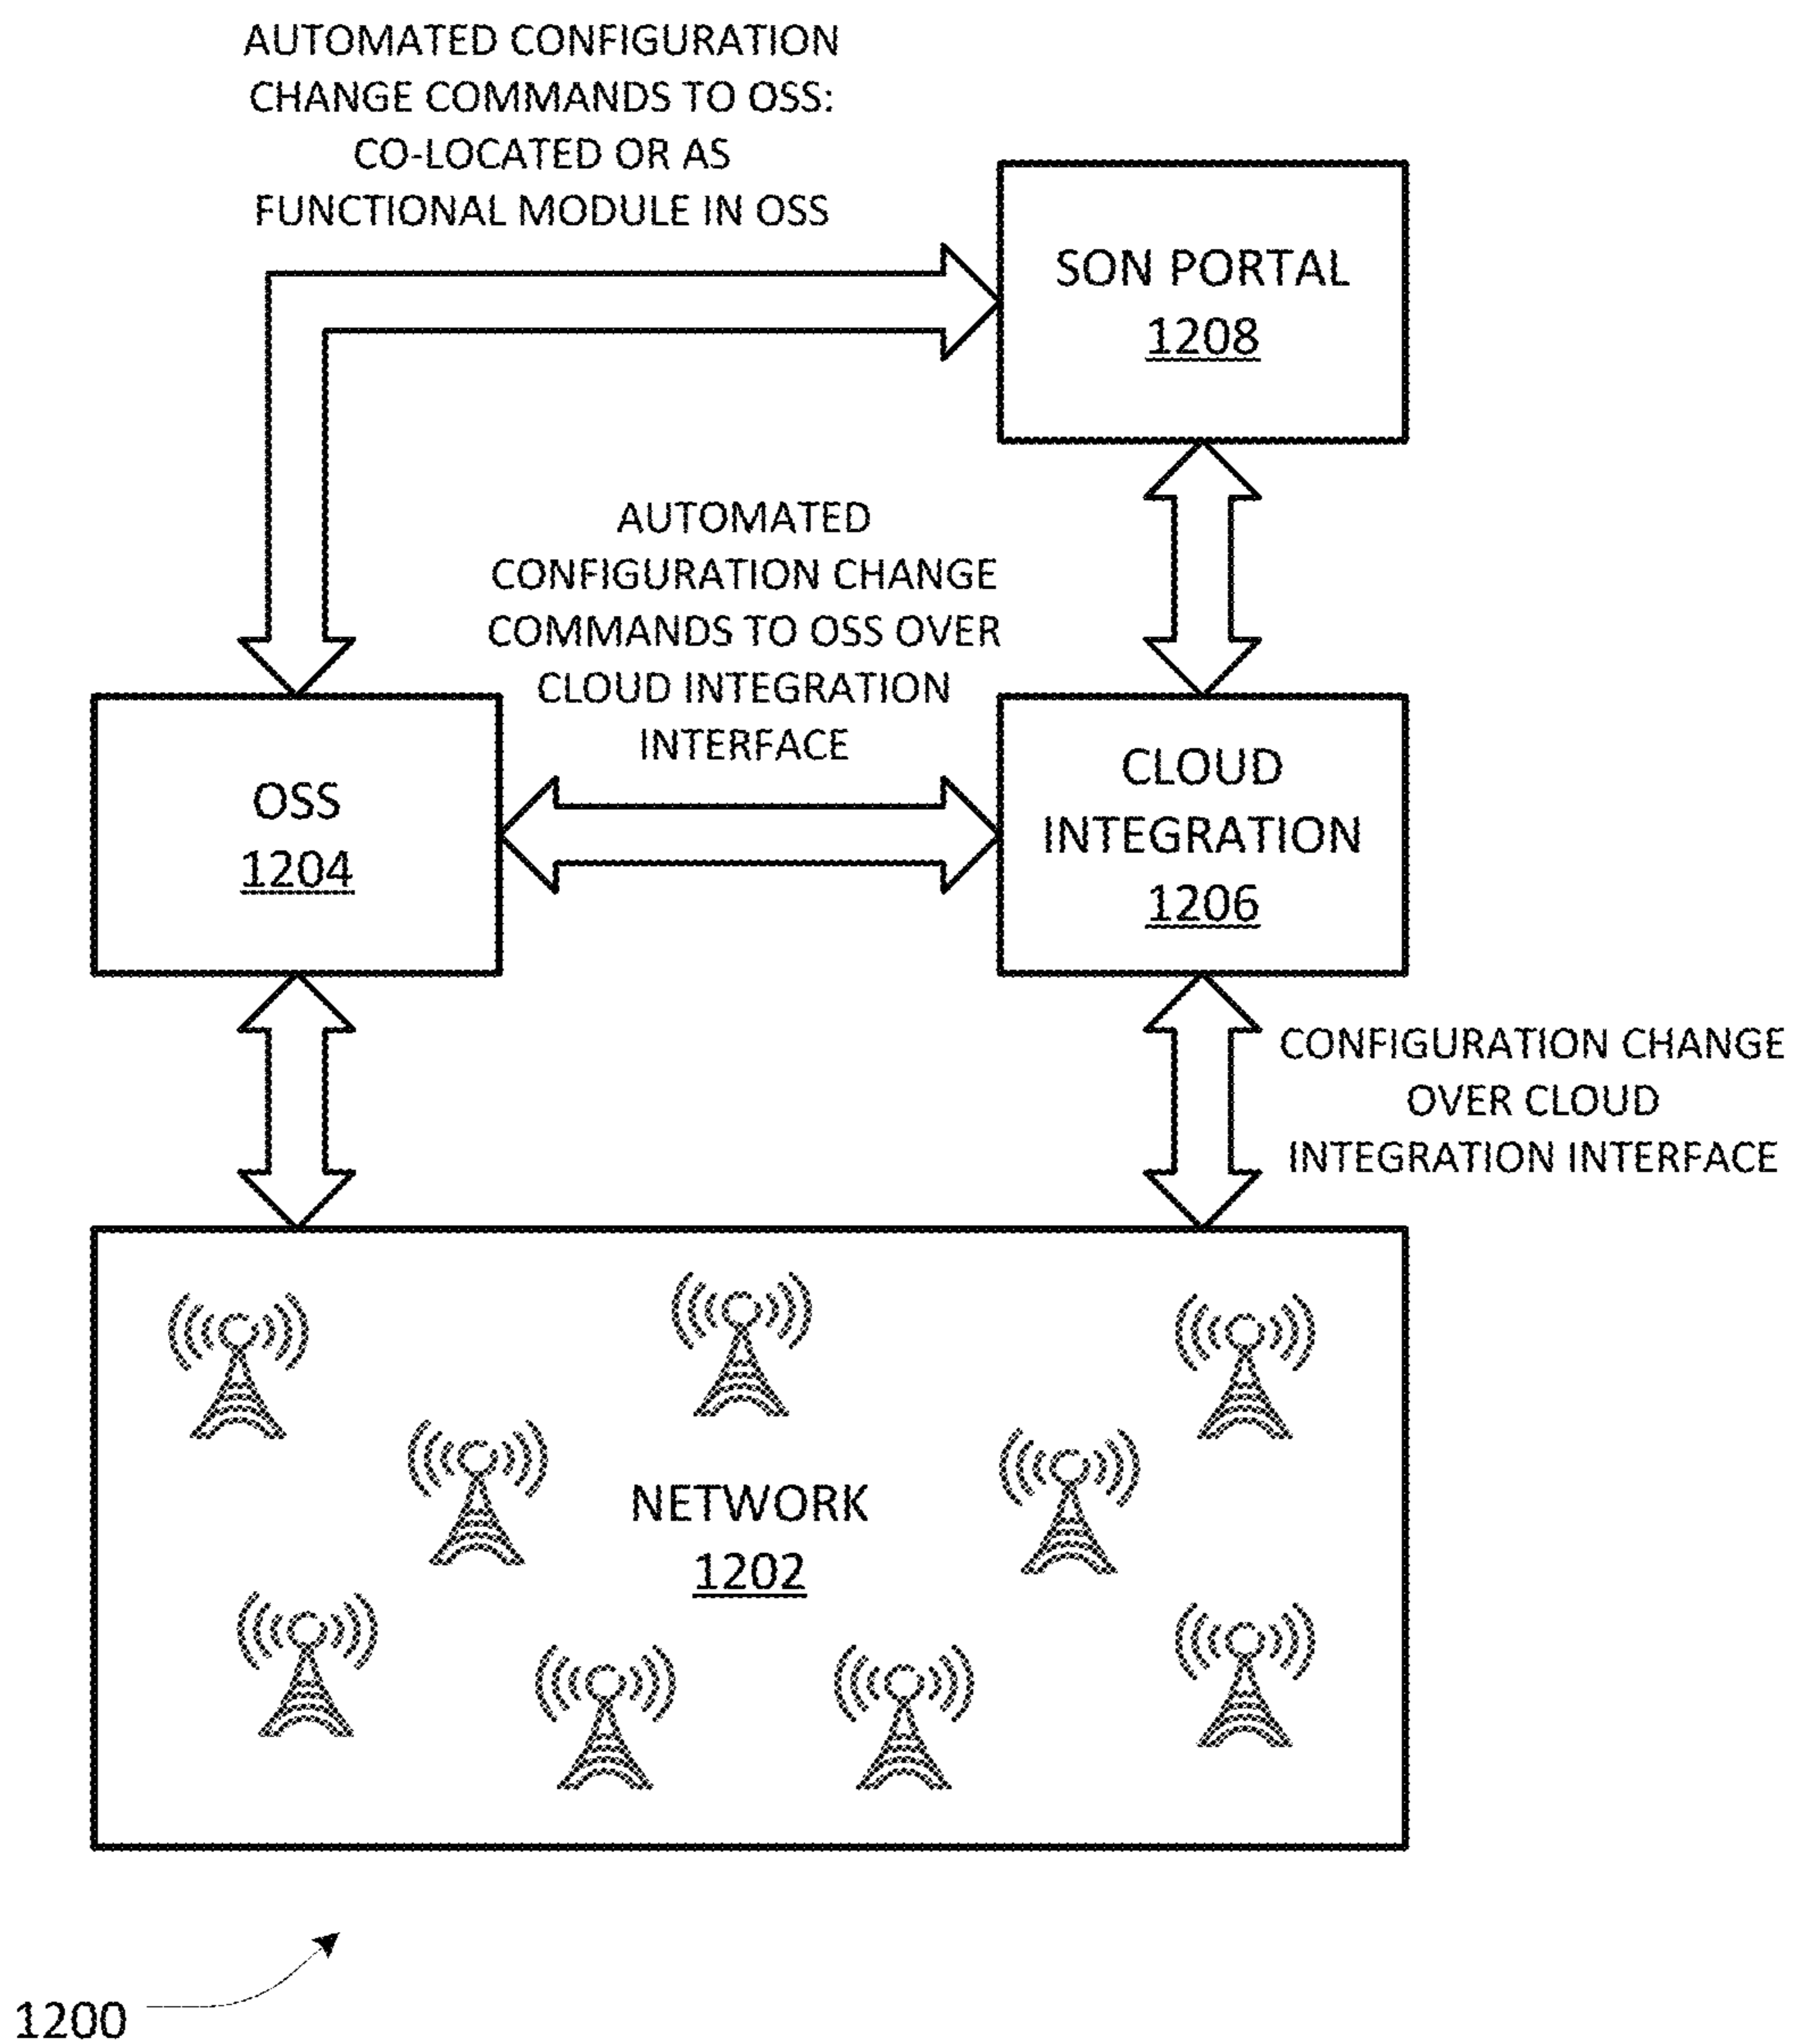 AUTOMATED CONFIGURATION
CHANGE COMMANDS TO OSS:
CO-LOCATED OR AS
FUNCTIONAL MODULE IN OSS
SON PORTAL
1208
AUTOMATED
CONFIGURATION CHANGE
COMMANDS TO OSS OVER
CLOUD INTEGRATION
INTERFACE
OSS
1204
CLOUD
INTEGRATION
1206
CONFIGURATION CHANGE
OVER CLOUD
INTEGRATION INTERFACE
NETWORK
1202
1200